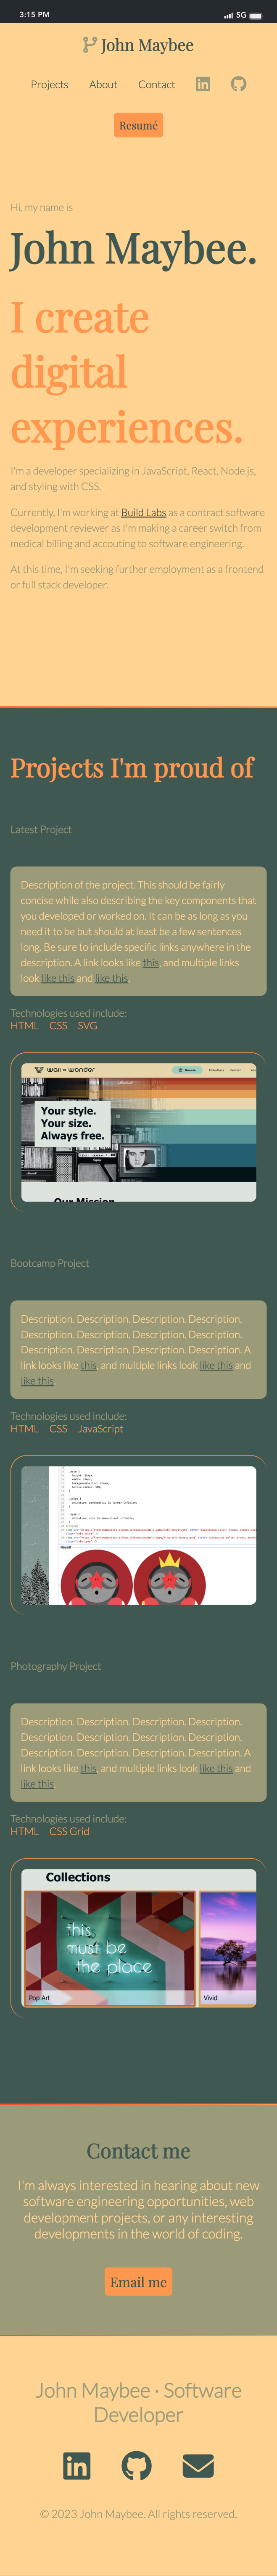 3:15 PM
5G
John Maybee
Projects About Contact
Resumé
Hi, my name is
John Maybee.
I create
digital
experiences.
I'm a developer specializing in JavaScript, React, Node.js,
and styling with CSS.
Currently, I'm working at Build Labs as a contract software
development reviewer as I'm making a career switch from
medical billing and accouting to software engineering.
At this time, I'm seeking further employment as a frontend
or full stack developer.
Projects I'm proud of
Latest Project
Description of the project. This should be fairly
concise while also describing the key components that
you developed or worked on. It can be as long as you
need it to be but should at least be a few sentences
long. Be sure to include specific links anywhere in the
description. A link looks like this, and multiple links
look like this and like this.
Technologies used include:
HTML CSS SVG
wall of wonder
Your style.
Your size.
Always free.
Our Mission
Bootcamp Project
Description. Description. Description. Description.
Description. Description. Description. Description.
Description. Description. Description. Description. A
link looks like this, and multiple links look like this and
like this.
Technologies used include:
HTML CSS JavaScript
Result
Photography Project
Description. Description. Description. Description.
Description. Description. Description. Description.
Description. Description. Description. Description. A
link looks like this, and multiple links look like this and
like this.
Technologies used include:
HTML CSS Grid
Collections
this
must be
the place
Pop Art
Vivid
Contact me
I'm always interested in hearing about new
software engineering opportunities, web
development projects, or any interesting
developments in the world of coding.
Email me
John Maybee · Software
Developer
© 2023 John Maybee. All rights reserved.